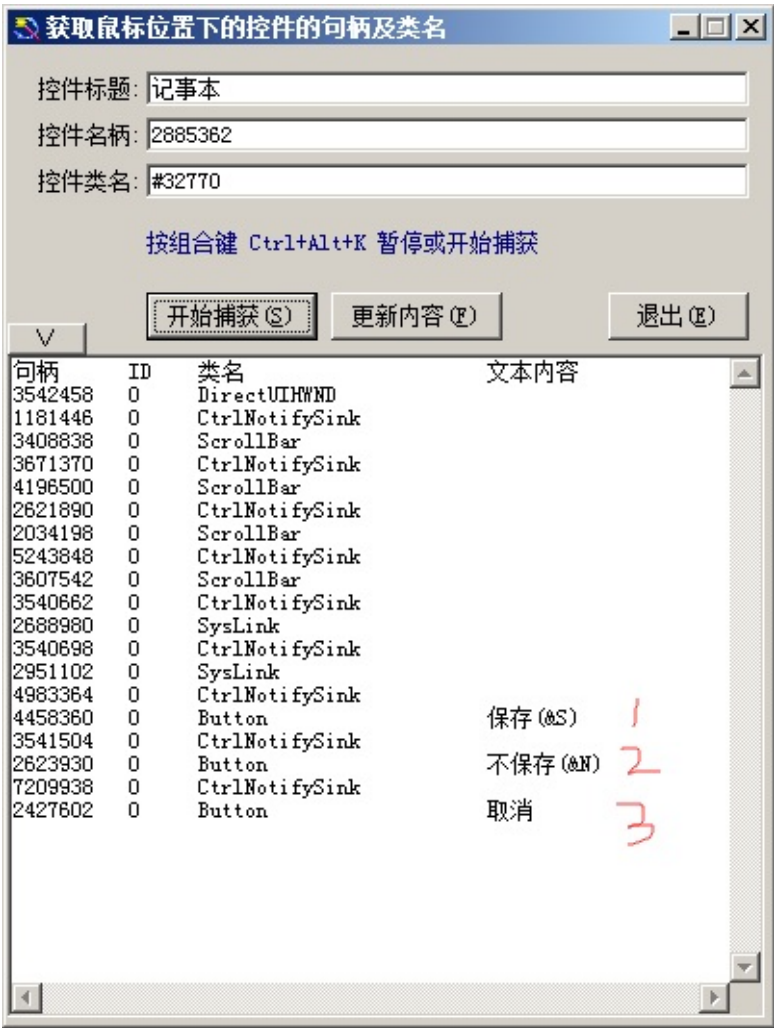 获取鼠标位置下的控件的句柄及类名
控件标题: 记事本
控件名柄: 2885362
控件类名: #32770
按组合键 Ctrl+Alt+K 暂停或开始捕获
开始捕获(S) 更新内容(F) 退出(E)
V
句柄 ID 类名 文本内容
3542458 0 DirectUIHWND
1181446 0 CtrlNotifySink
3408838 0 ScrollBar
3671370 0 CtrlNotifySink
4196500 0 ScrollBar
2621890 0 CtrlNotifySink
2034198 0 ScrollBar
5243848 0 CtrlNotifySink
3607542 0 ScrollBar
3540662 0 CtrlNotifySink
2688980 0 SysLink
3540698 0 CtrlNotifySink
2951102 0 SysLink
4983364 0 CtrlNotifySink
4458360 0 Button 保存(&S) 1
3541504 0 CtrlNotifySink
2623930 0 Button 不保存(&N) 2
7209938 0 CtrlNotifySink
2427602 0 Button 取消 3